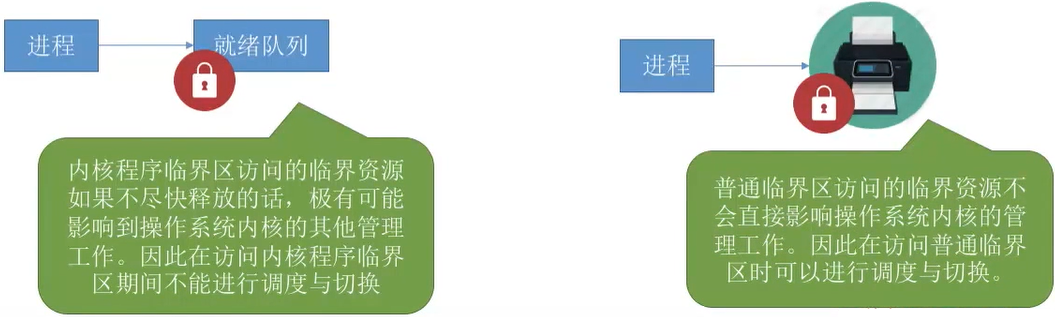 进程
就绪队列
内核程序临界区访问的临界资源
如果不尽快释放的话，极有可能
影响到操作系统内核的其他管理
工作。因此在访问内核程序临界
区期间不能进行调度与切换
进程
普通临界区访问的临界资源不
会直接影响操作系统内核的管
理工作。因此在访问普通临界
区时可以进行调度与切换。